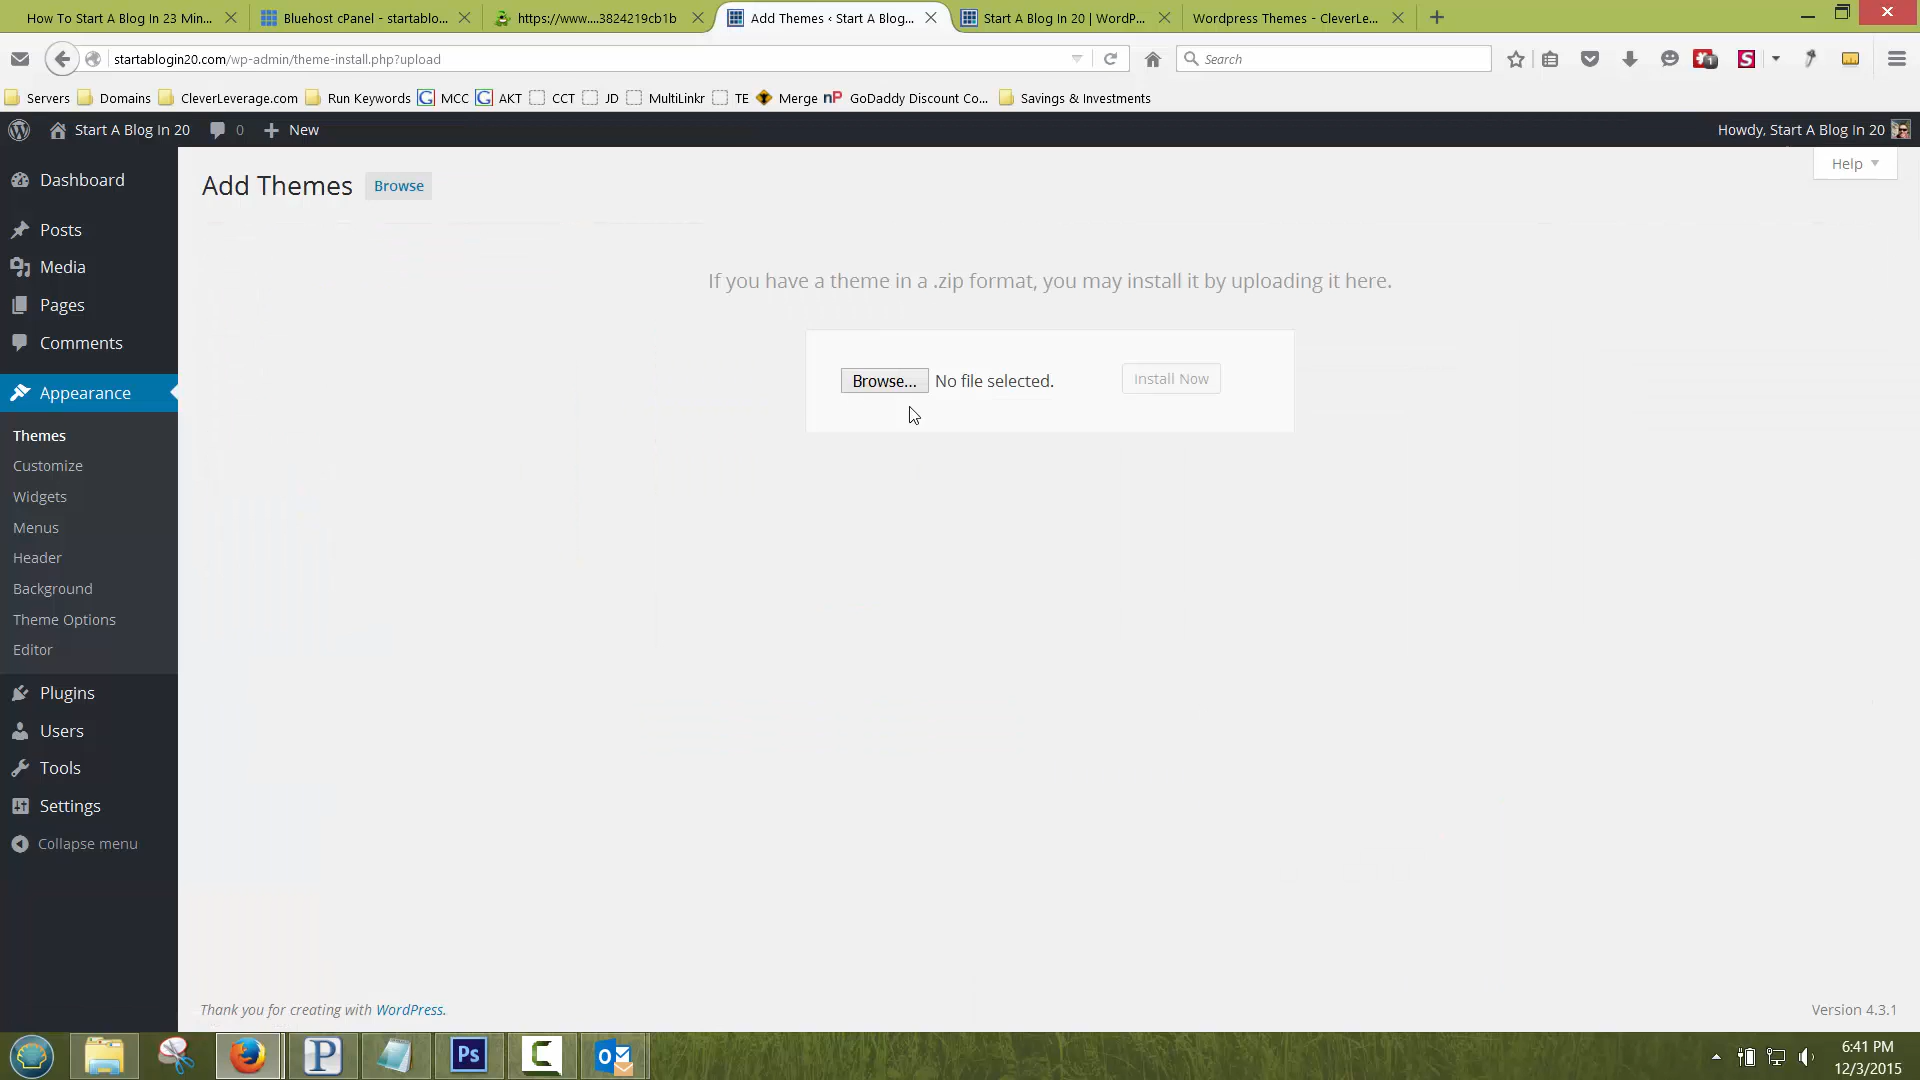 How To Start A Blog In 23 Min...
Bluehost cPanel - startablo...
https://www....3824219cb1b
Add Themes ‹ Start A Blog...
Start A Blog In 20 | WordP...
Wordpress Themes - CleverLe...
startablogin20.com/wp-admin/theme-install.php?upload
Search
1
Servers
Domains
CleverLeverage.com
Run Keywords
MCC
AKT
CCT
JD
MultiLinkr
TE
Merge
nP
GoDaddy Discount Co...
Savings & Investments
Start A Blog In 20
0
New
Howdy, Start A Blog In 20
Help
Dashboard
Posts
Media
Pages
Comments
Appearance
Themes
Customize
Widgets
Menus
Header
Background
Theme Options
Editor
Plugins
Users
Tools
Settings
Collapse menu
Add Themes
Browse
If you have a theme in a .zip format, you may install it by uploading it here.
Browse...
No file selected.
Install Now
Thank you for creating with WordPress.
Version 4.3.1
Ps
6:41 PM
12/3/2015